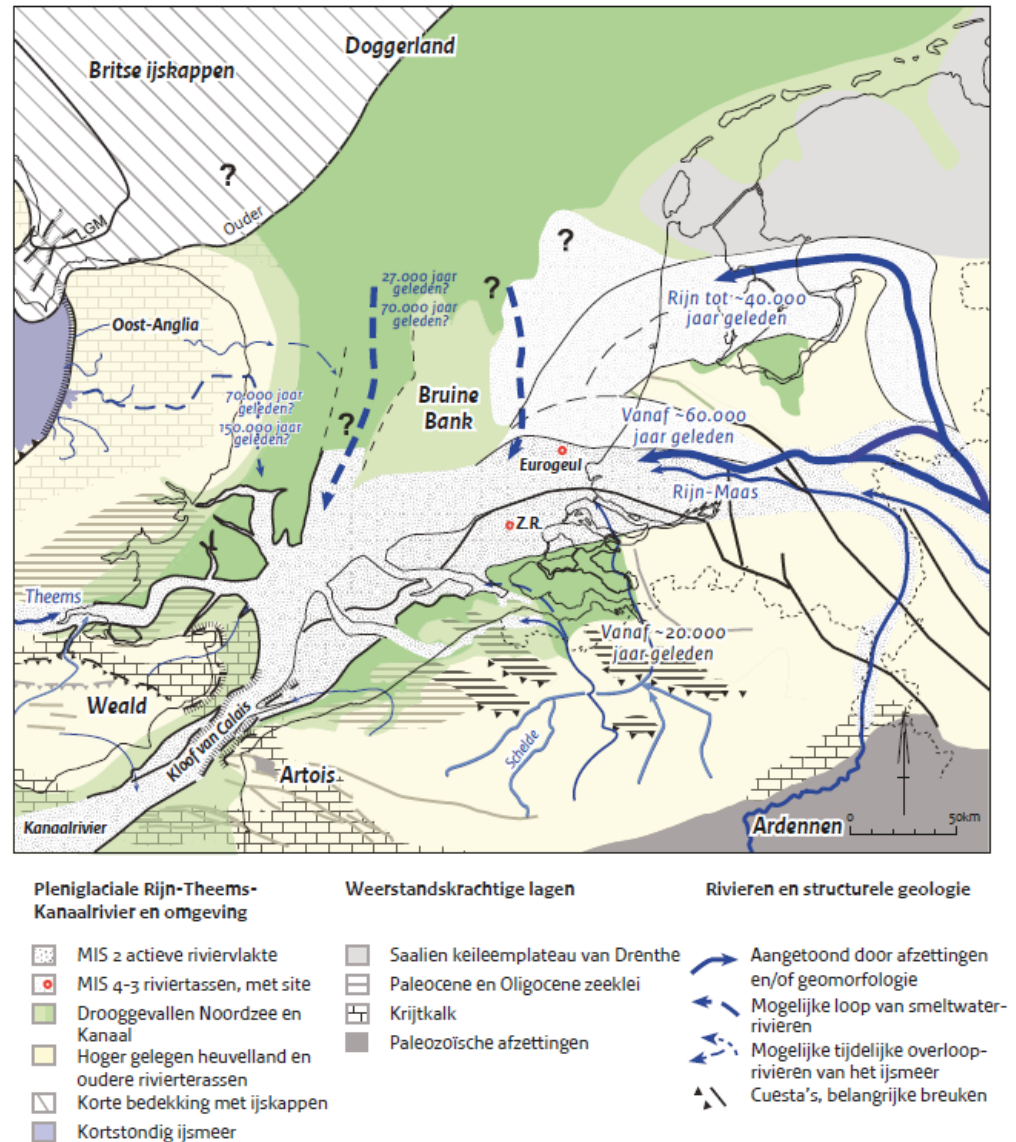 Doggerland
Britse ijskappen
?
LGM
Ouder
?
27.000 jaar
geleden?
70.000 jaar
geleden?
?
Rijn tot ~40.000
jaar geleden
Oost-Anglia
70.000 jaar
geleden?
150.000 jaar
geleden?
?
Bruine
Bank
Vanaf ~60.000
jaar geleden
Eurogeul
Rijn-Maas
Z.R.
Theems
Vanaf ~20.000
jaar geleden
Weald
Kloof van Calais
Schelde
Artois
Kanaalrivier
Ardennen
0 50km
Pleniglaciale Rijn-Theems-
Kanaalrivier en omgeving
MIS 2 actieve riviervlakte
MIS 4-3 riviertassen, met site
Drooggevallen Noordzee en
Kanaal
Hoger gelegen heuvelland en
oudere rivierterassen
Korte bedekking met ijskappen
Kortstondig ijsmeer
Weerstandskrachtige lagen
Saalien keileemplateau van Drenthe
Paleocene en Oligocene zeeklei
Krijtkalk
Paleozoïsche afzettingen
Rivieren en structurele geologie
Aangetoond door afzettingen
en/of geomorfologie
Mogelijke loop van smeltwater-
rivieren
Mogelijke tijdelijke overloop-
rivieren van het ijsmeer
Cuesta's, belangrijke breuken